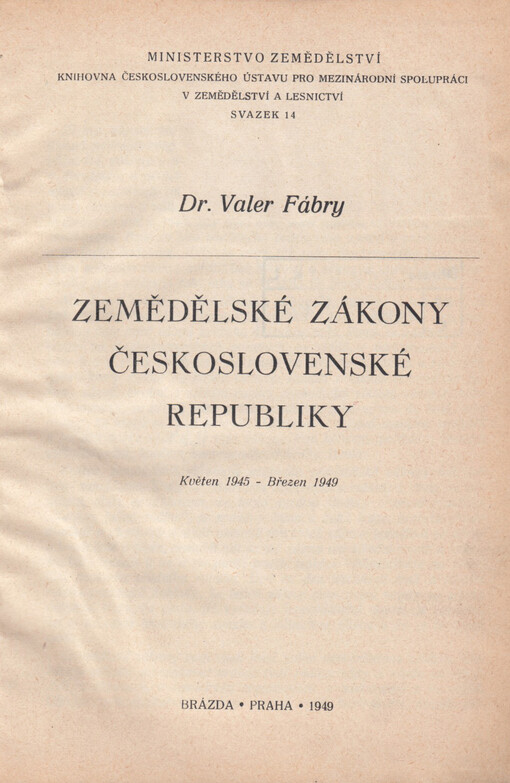 MINISTERSTVO ZEMĚDĚLSTVÍ
KNIHOVNA ČESKOSLOVENSKÉHO ÚSTAVU PRO MEZINÁRODNÍ SPOLUPRÁCI
V ZEMĚDĚLSTVÍ A LESNICTVÍ
SVAZEK 14
Dr. Valer Fábry
ZEMĚDĚLSKÉ ZÁKONY
ČESKOSLOVENSKÉ
REPUBLIKY
Květen 1945 - Březen 1949
BRÁZDA • PRAHA • 1949